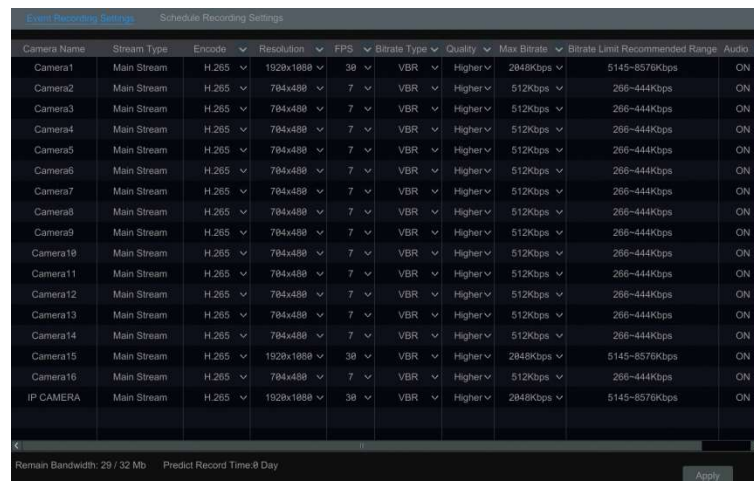 Event Recording Settings Schedule Recording Settings
Camera Name Stream Type Encode Resolution FPS Bitrate Type Quality Max Bitrate Bitrate Limit Recommended Range Audio
Camera1 Main Stream H.265 1920x1080 30 VBR Higher 2048Kbps 5145~8576Kbps ON
Camera2 Main Stream H.265 704x480 7 VBR Higher 512Kbps 266~444Kbps ON
Camera3 Main Stream H.265 704x480 7 VBR Higher 512Kbps 266~444Kbps ON
Camera4 Main Stream H.265 704x480 7 VBR Higher 512Kbps 266~444Kbps ON
Camera5 Main Stream H.265 704x480 7 VBR Higher 512Kbps 266~444Kbps ON
Camera6 Main Stream H.265 704x480 7 VBR Higher 512Kbps 266~444Kbps ON
Camera7 Main Stream H.265 704x480 7 VBR Higher 512Kbps 266~444Kbps ON
Camera8 Main Stream H.265 704x480 7 VBR Higher 512Kbps 266~444Kbps ON
Camera9 Main Stream H.265 704x480 7 VBR Higher 512Kbps 266~444Kbps ON
Camera10 Main Stream H.265 704x480 7 VBR Higher 512Kbps 266~444Kbps ON
Camera11 Main Stream H.265 704x480 7 VBR Higher 512Kbps 266~444Kbps ON
Camera12 Main Stream H.265 704x480 7 VBR Higher 512Kbps 266~444Kbps ON
Camera13 Main Stream H.265 704x480 7 VBR Higher 512Kbps 266~444Kbps ON
Camera14 Main Stream H.265 704x480 7 VBR Higher 512Kbps 266~444Kbps ON
Camera15 Main Stream H.265 1920x1080 30 VBR Higher 2048Kbps 5145~8576Kbps ON
Camera16 Main Stream H.265 704x480 7 VBR Higher 512Kbps 266~444Kbps ON
IP CAMERA Main Stream H.265 1920x1080 30 VBR Higher 2048Kbps 5145~8576Kbps ON
Remain Bandwidth: 29 / 32 Mb Predict Record Time:0 Day
Apply